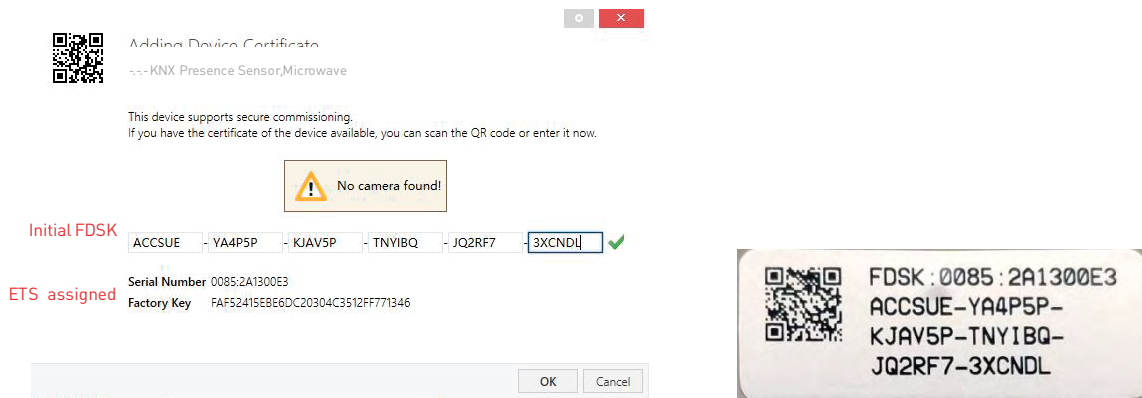 Adding Device Certificate
-.-.-KNX Presence Sensor,Microwave
This device supports secure commissioning.
If you have the certificate of the device available, you can scan the QR code or enter it now.
No camera found!
Initial FDSK
ACCSUE - YA4P5P - KJAV5P - TNYIBQ - JQ2RF7 - 3XCNDL
ETS assigned
Serial Number 0085:2A1300E3
Factory Key FAF52415EBE6DC20304C3512FF771346
OK Cancel
FDSK:0085:2A1300E3
ACCSUE-YA4P5P-
KJAV5P-TNYIBQ-
JQ2RF7-3XCNDL